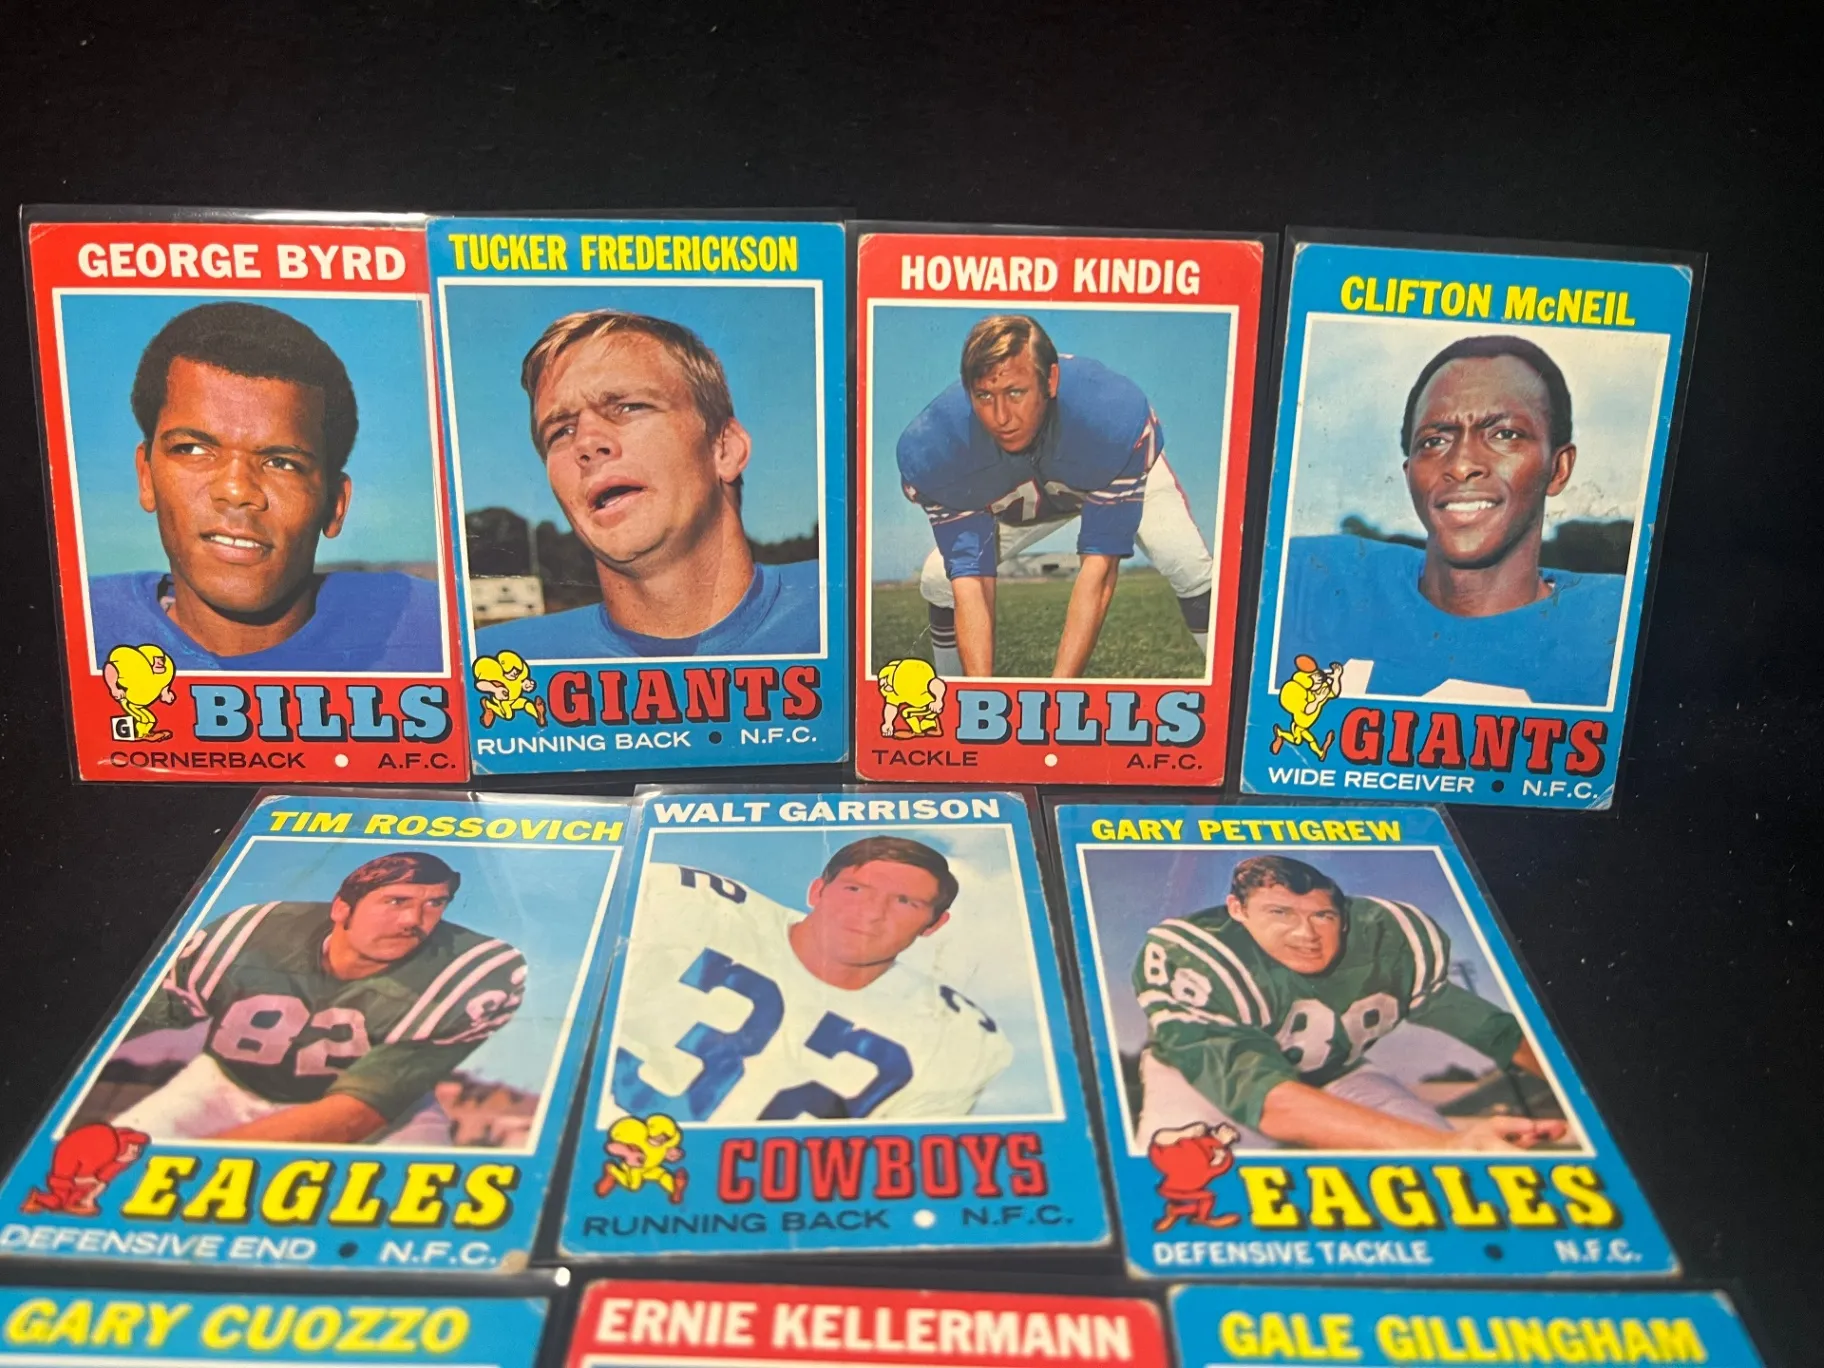 GEORGE BYRD
G
BILLS
CORNERBACK • A.F.C.
TUCKER FREDERICKSON
GIANTS
RUNNING BACK • N.F.C.
HOWARD KINDIG
BILLS
TACKLE • A.F.C.
CLIFTON McNEIL
GIANTS
WIDE RECEIVER • N.F.C.
TIM ROSSOVICH
82
EAGLES
DEFENSIVE END • N.F.C.
WALT GARRISON
32
32
COWBOYS
RUNNING BACK • N.F.C.
GARY PETTIGREW
88
88
EAGLES
DEFENSIVE TACKLE • N.F.C.
GARY CUOZZO
ERNIE KELLERMANN
GALE GILLINGHAM